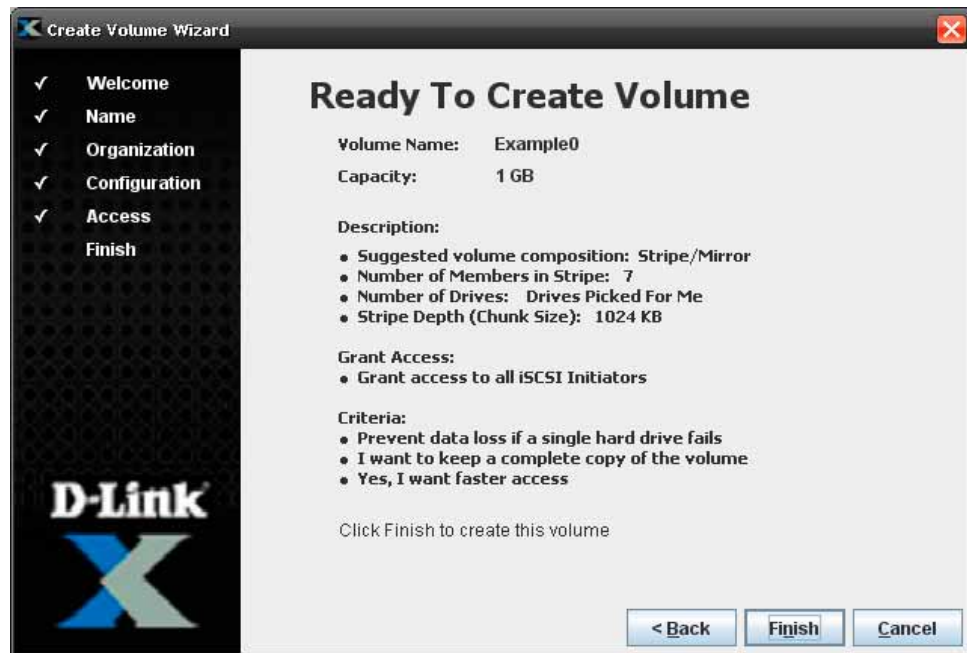 Create Volume Wizard
✓ Welcome
✓ Name
✓ Organization
✓ Configuration
✓ Access
Finish
D-Link
Ready To Create Volume
Volume Name: Example0
Capacity: 1 GB
Description:
• Suggested volume composition: Stripe/Mirror
• Number of Members in Stripe: 7
• Number of Drives: Drives Picked For Me
• Stripe Depth (Chunk Size): 1024 KB
Grant Access:
• Grant access to all iSCSI Initiators
Criteria:
• Prevent data loss if a single hard drive fails
• I want to keep a complete copy of the volume
• Yes, I want faster access
Click Finish to create this volume
< Back Finish Cancel